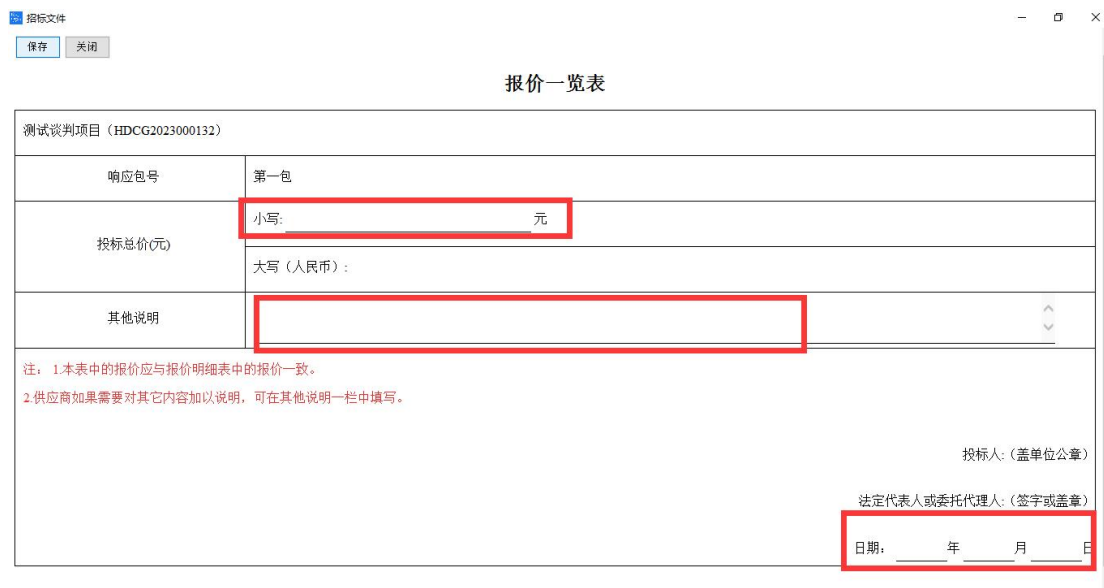 招标文件
保存 关闭
报价一览表
测试谈判项目（HDCG2023000132）
响应包号 第一包
投标总价(元)
小写: 元
大写（人民币）:
其他说明
注： 1.本表中的报价应与报价明细表中的报价一致。
2.供应商如果需要对其它内容加以说明，可在其他说明一栏中填写。
投标人:（盖单位公章）
法定代表人或委托代理人:（签字或盖章）
日期： 年 月 日